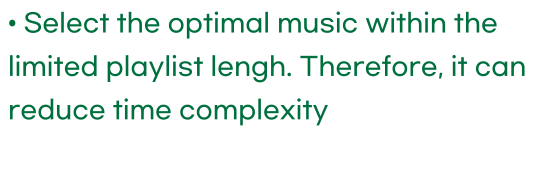 • Select the optimal music within the
limited playlist lengh. Therefore, it can
reduce time complexity